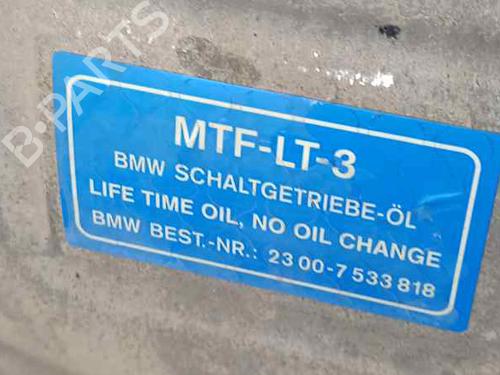 B-PARTS
MTF-LT-3
BMW SCHALTGETRIEBE-ÖL
LIFE TIME OIL, NO OIL CHANGE
BMW BEST.-NR.: 23 00-7 533 818